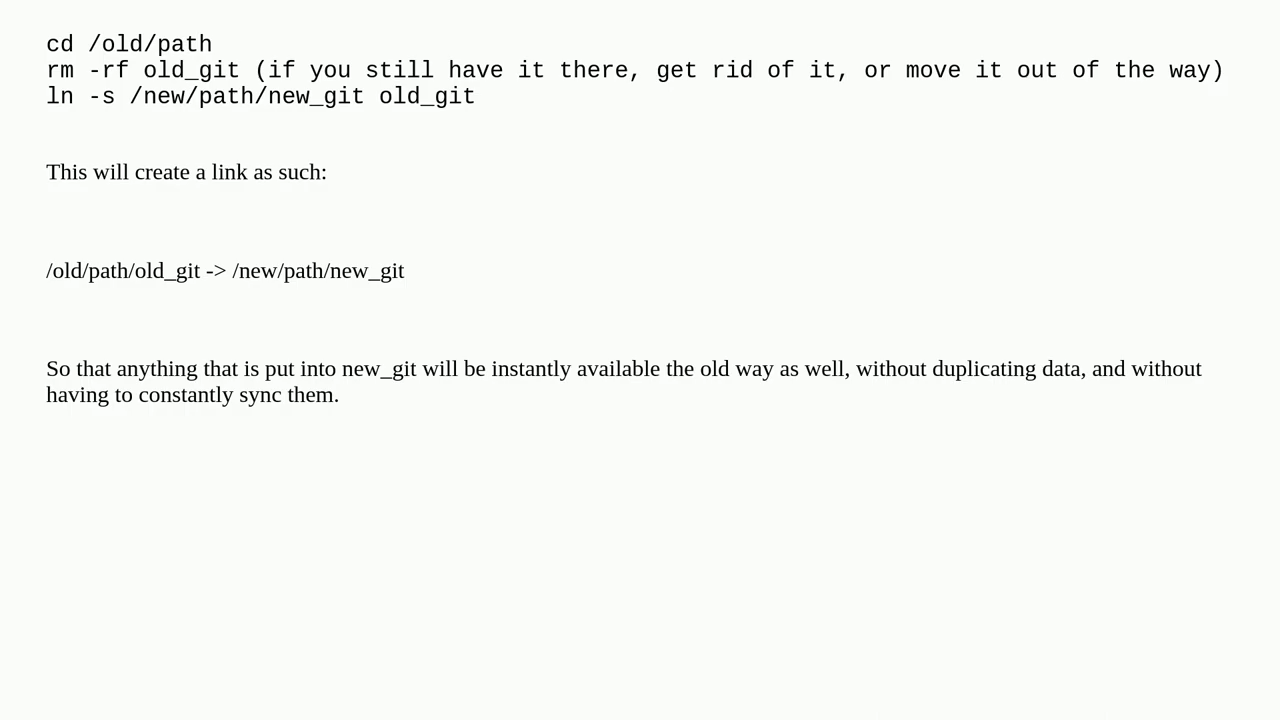 cd /old/path
rm -rf old_git (if you still have it there, get rid of it, or move it out of the way)
ln -s /new/path/new_git old_git
This will create a link as such:
/old/path/old_git -> /new/path/new_git
So that anything that is put into new_git will be instantly available the old way as well, without duplicating data, and without
having to constantly sync them.